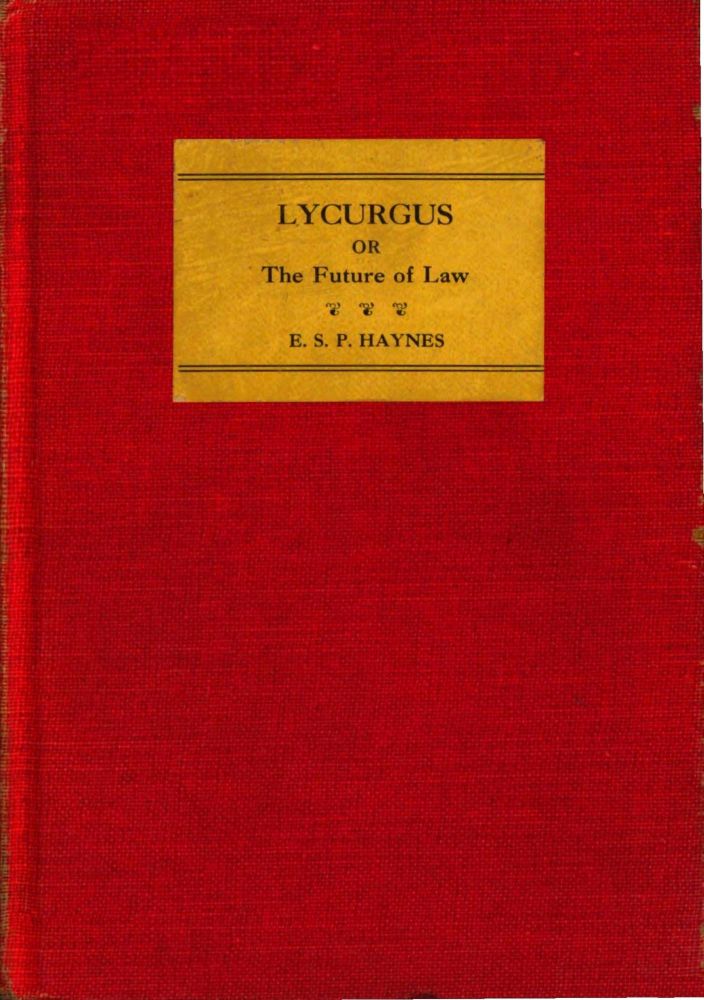 LYCURGUS
OR
The Future of Law
E. S. P. HAYNES